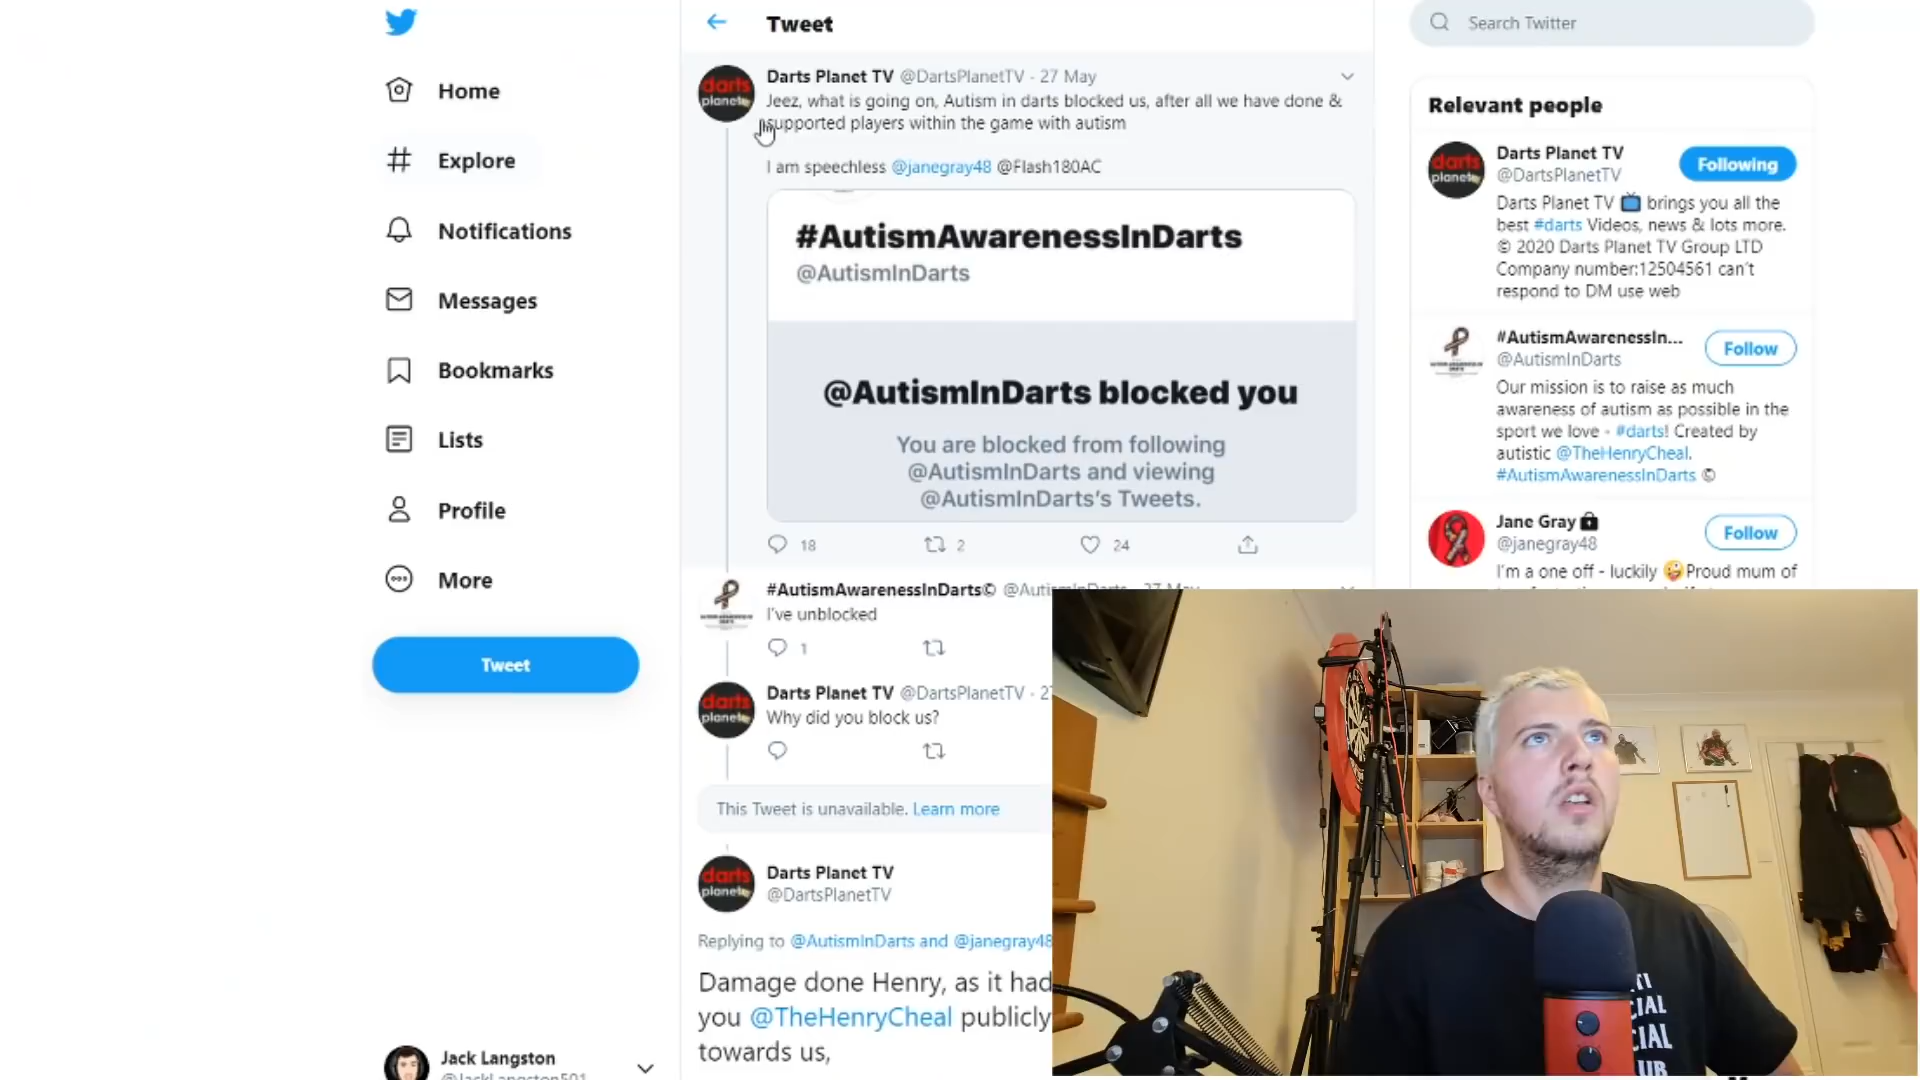 Tweet
Search Twitter
Home
Explore
Notifications
Messages
Bookmarks
Lists
Profile
More
Tweet
Jack Langston
@JackLangston501
darts
planet
Darts Planet TV @DartsPlanetTV · 27 May
Jeez, what is going on, Autism in darts blocked us, after all we have done &
supported players within the game with autism
I am speechless @janegray48 @Flash180AC
#AutismAwarenessInDarts
@AutismInDarts
@AutismInDarts blocked you
You are blocked from following
@AutismInDarts and viewing
@AutismInDarts's Tweets.
18 2 24
#AutismAwarenessInDarts© @AutismInDarts · 27 May
I've unblocked
1
darts
planet
Darts Planet TV @DartsPlanetTV · 2
Why did you block us?
This Tweet is unavailable. Learn more
darts
planet
Darts Planet TV
@DartsPlanetTV
Replying to @AutismInDarts and @janegray48
Damage done Henry, as it had
you @TheHenryCheal publicly
towards us,
Relevant people
darts
planet
Darts Planet TV
@DartsPlanetTV
Following
Darts Planet TV 📺 brings you all the
best #darts Videos, news & lots more.
© 2020 Darts Planet TV Group LTD
Company number:12504561 can't
respond to DM use web
#AutismAwarenessIn...
@AutismInDarts
Follow
Our mission is to raise as much
awareness of autism as possible in the
sport we love - #darts! Created by
autistic @TheHenryCheal.
#AutismAwarenessInDarts ©
Jane Gray
@janegray48
Follow
I'm a one off - luckily 🤪Proud mum of